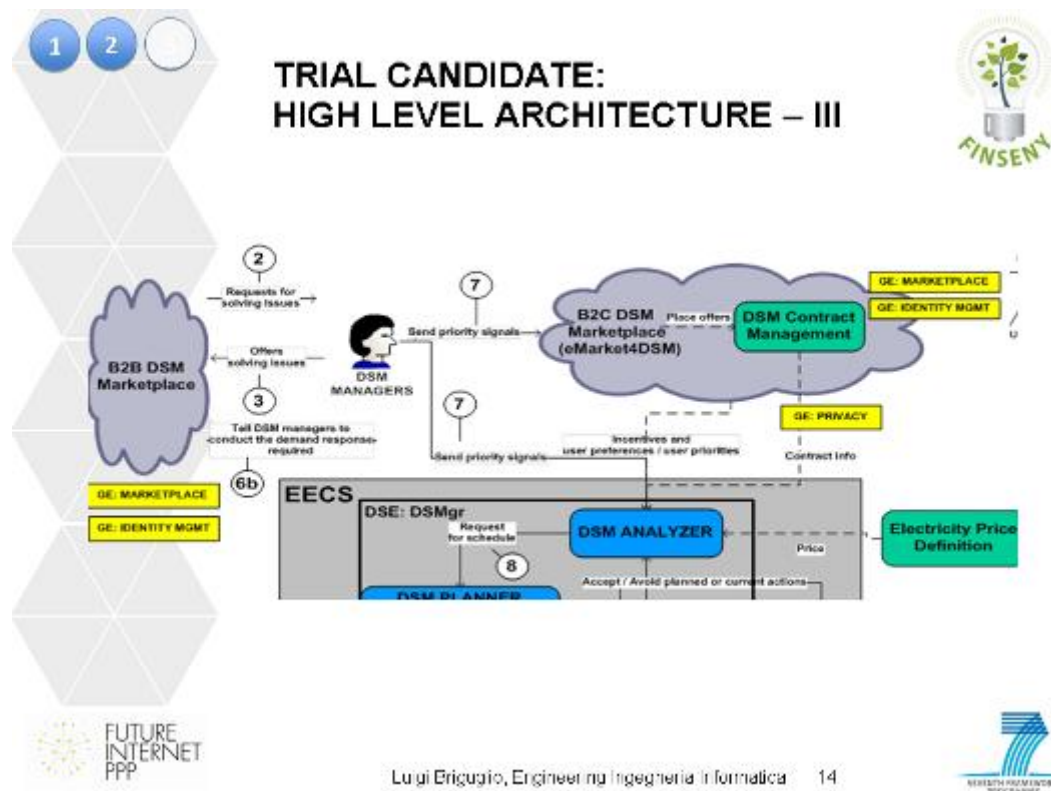 1 2
TRIAL CANDIDATE:
HIGH LEVEL ARCHITECTURE – III
FINSENY
2
Requests for
solving Issues
B2B DSM
Marketplace
Offers
solving issues
3
Tell DSM managers to
conduct the demand response
required
6b
GE: MARKETPLACE
GE: IDENTITY MGMT
DSM
MANAGERS
7
Send priority signals
7
Send priority signals
B2C DSM
Marketplace
(eMarket4DSM)
Place offers
DSM Contract
Management
GE: MARKETPLACE
GE: IDENTITY MGMT
GE: PRIVACY
Incentives and
user preferences / user priorities
Contract Info
EECS
DSE: DSMgr
Request
for schedule
8
DSM ANALYZER
Price
Electricity Price
Definition
Accept / Avoid planned or current actions
DSM PLANNER
FUTURE
INTERNET
PPP
Luigi Briguglio, Engineering Ingegneria Informatica 14
SEVENTH FRAMEWORK
PROGRAMME